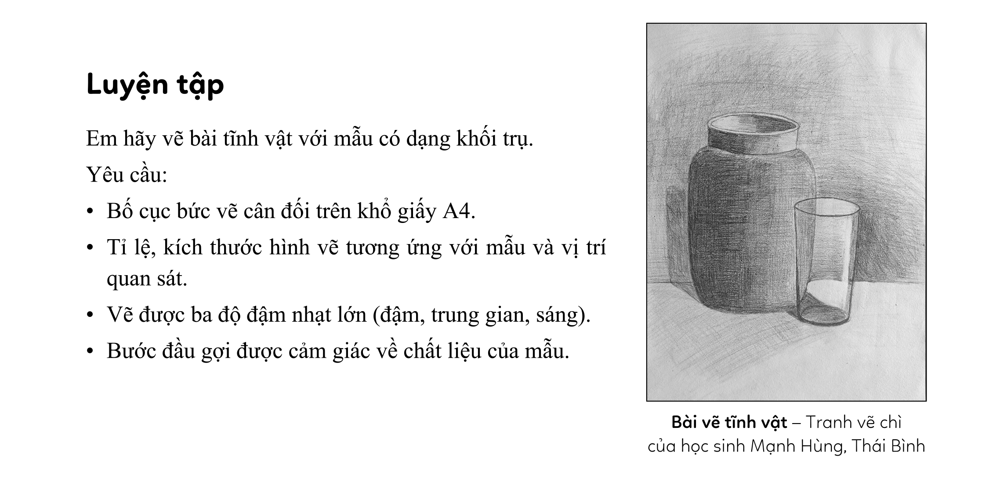 Luyện tập
Em hãy vẽ bài tĩnh vật với mẫu có dạng khối trụ.
Yêu cầu:
• Bố cục bức vẽ cân đối trên khổ giấy A4.
• Tỉ lệ, kích thước hình vẽ tương ứng với mẫu và vị trí
quan sát.
• Vẽ được ba độ đậm nhạt lớn (đậm, trung gian, sáng).
• Bước đầu gợi được cảm giác về chất liệu của mẫu.
Bài vẽ tĩnh vật – Tranh vẽ chì
của học sinh Mạnh Hùng, Thái Bình